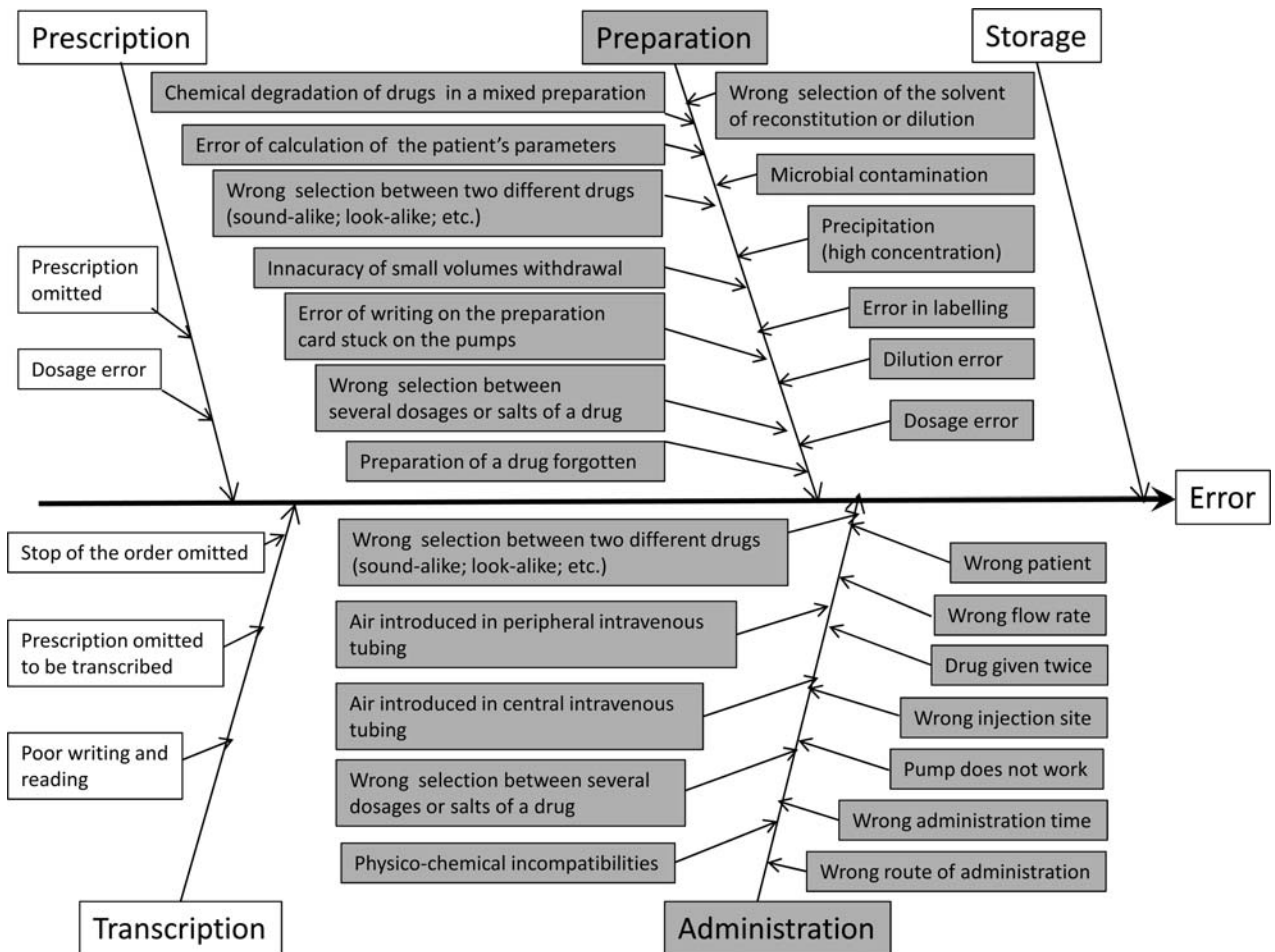 Prescription
Preparation
Storage
Chemical degradation of drugs in a mixed preparation
Error of calculation of the patient's parameters
Wrong selection between two different drugs
(sound-alike; look-alike; etc.)
Innacuracy of small volumes withdrawal
Error of writing on the preparation
card stuck on the pumps
Wrong selection between
several dosages or salts of a drug
Preparation of a drug forgotten
Wrong selection of the solvent
of reconstitution or dilution
Microbial contamination
Precipitation
(high concentration)
Error in labelling
Dilution error
Dosage error
Prescription
omitted
Dosage error
Error
Stop of the order omitted
Prescription omitted
to be transcribed
Poor writing and
reading
Wrong selection between two different drugs
(sound-alike; look-alike; etc.)
Air introduced in peripheral intravenous
tubing
Air introduced in central intravenous
tubing
Wrong selection between several
dosages or salts of a drug
Physico-chemical incompatibilities
Wrong patient
Wrong flow rate
Drug given twice
Wrong injection site
Pump does not work
Wrong administration time
Wrong route of administration
Transcription
Administration